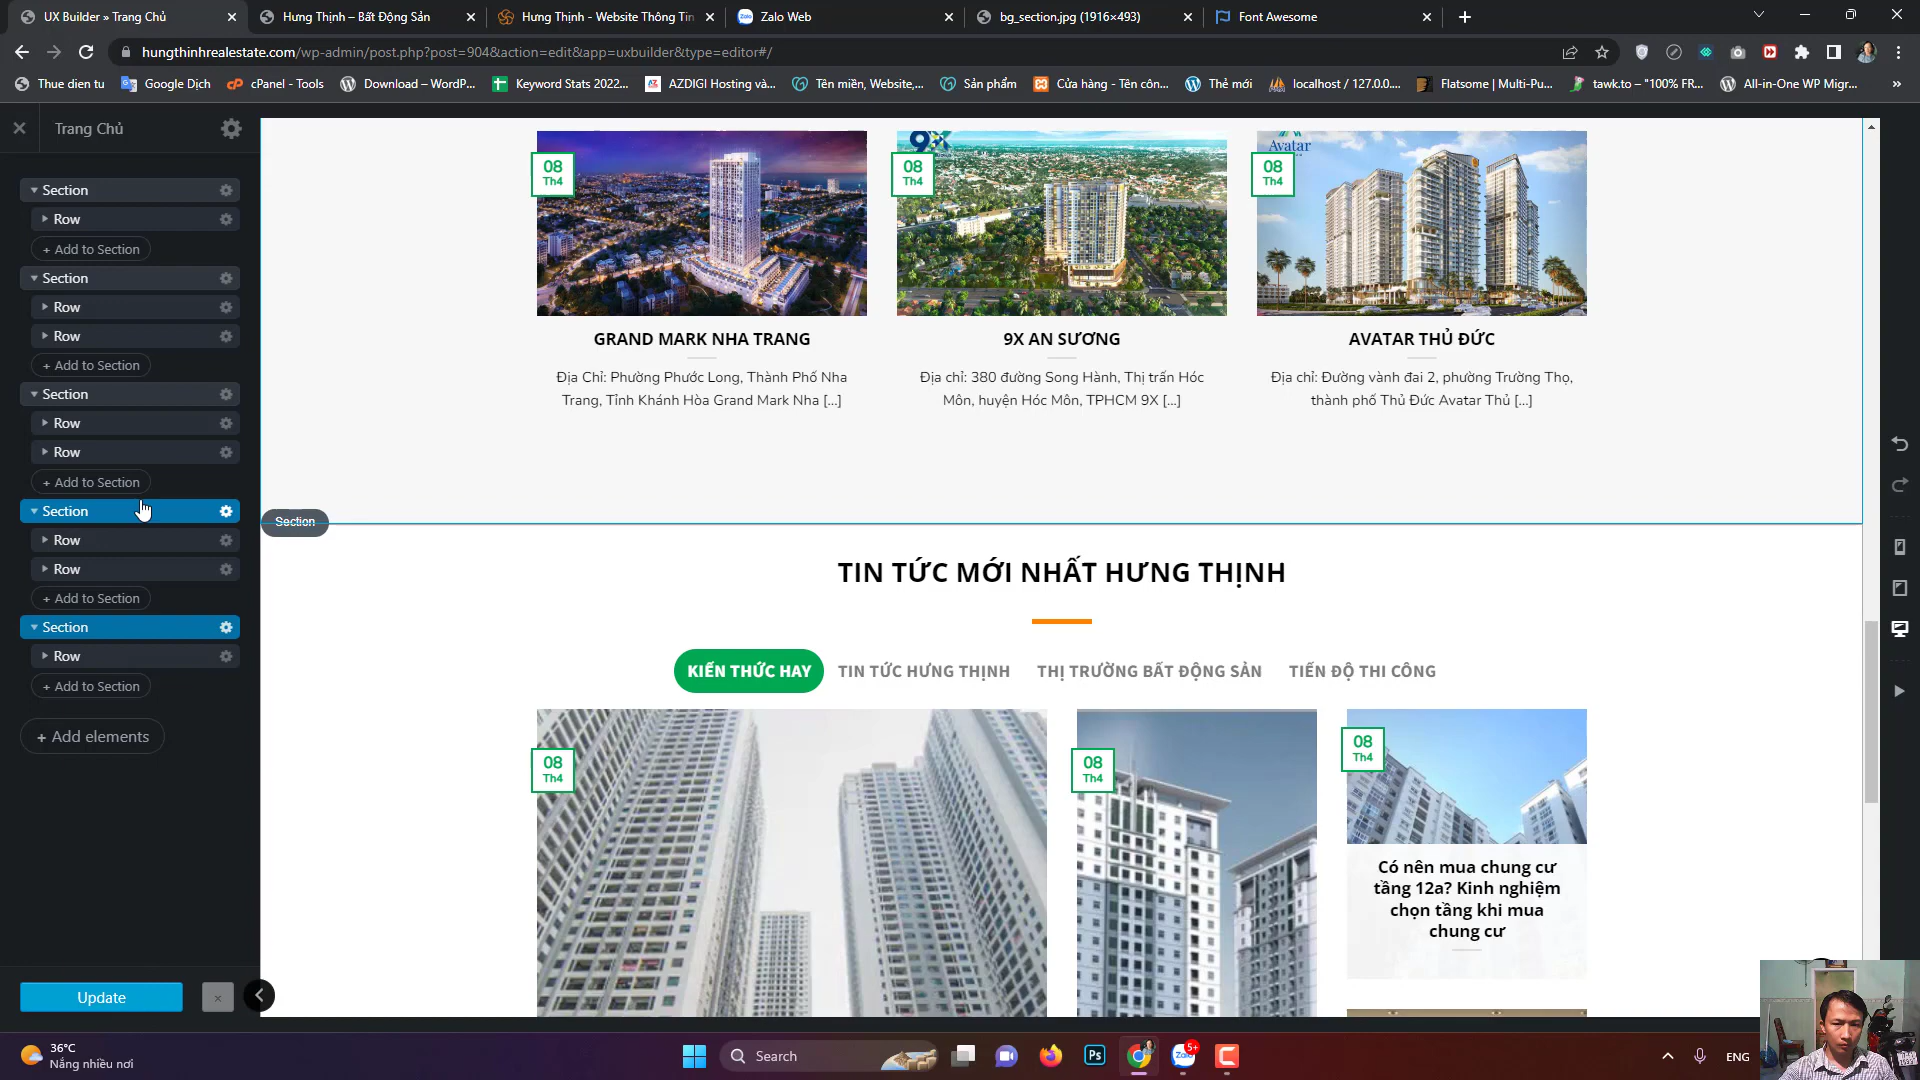 UX Builder » Trang Chủ
Hưng Thịnh – Bất Động Sản
Hưng Thịnh - Website Thông Tin
Zalo Web
bg_section.jpg (1916×493)
Font Awesome
hungthinhrealestate.com/wp-admin/post.php?post=904&action=edit&app=uxbuilder&type=editor#/
Thue dien tu
Google Dịch
cPanel - Tools
Download – WordP...
Keyword Stats 2022...
AZDIGI Hosting và...
Tên miền, Website,...
Sản phẩm
Cửa hàng - Tên côn...
Thẻ mới
localhost / 127.0.0....
Flatsome | Multi-Pu...
tawk.to – "100% FR...
All-in-One WP Migr...
»
Trang Chủ
Section
Row
+ Add to Section
Section
Row
Row
+ Add to Section
Section
Row
Row
+ Add to Section
Section
Row
Row
+ Add to Section
Section
Row
+ Add to Section
+ Add elements
Update
×
08
Th4
08
Th4
9X
Avatar
08
Th4
GRAND MARK NHA TRANG
Địa Chỉ: Phường Phước Long, Thành Phố Nha
Trang, Tỉnh Khánh Hòa Grand Mark Nha [...]
9X AN SƯƠNG
Địa chỉ: 380 đường Song Hành, Thị trấn Hóc
Môn, huyện Hóc Môn, TPHCM 9X [...]
AVATAR THỦ ĐỨC
Địa chỉ: Đường vành đai 2, phường Trường Thọ,
thành phố Thủ Đức Avatar Thủ [...]
Section
TIN TỨC MỚI NHẤT HƯNG THỊNH
KIẾN THỨC HAY
TIN TỨC HƯNG THỊNH
THỊ TRƯỜNG BẤT ĐỘNG SẢN
TIẾN ĐỘ THI CÔNG
08
Th4
08
Th4
08
Th4
Có nên mua chung cư
tầng 12a? Kinh nghiệm
chọn tầng khi mua
chung cư
36°C
Nắng nhiều nơi
Search
Ps
Zalo
5+
ENG